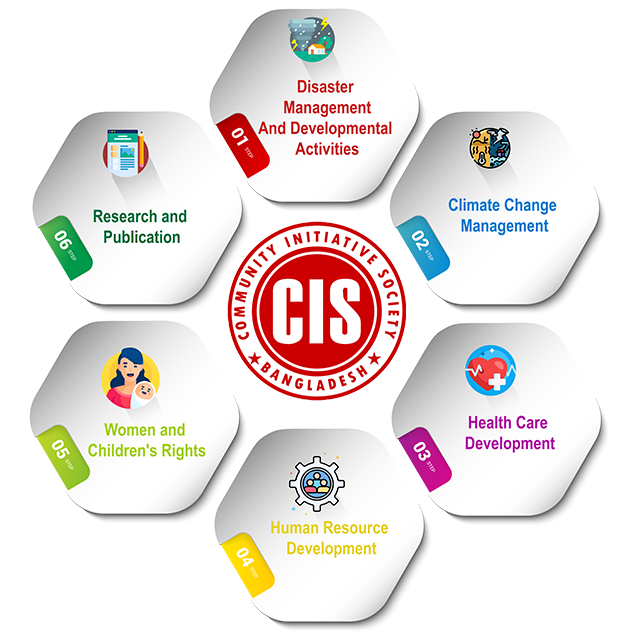 Disaster
Management
And Developmental
Activities
01 STEP
Climate Change
Management
02 STEP
Health Care
Development
03 STEP
Human Resource
Development
04 STEP
Women and
Children's Rights
05 STEP
Research and
Publication
06 STEP
COMMUNITY INITIATIVE SOCIETY
CIS
BANGLADESH